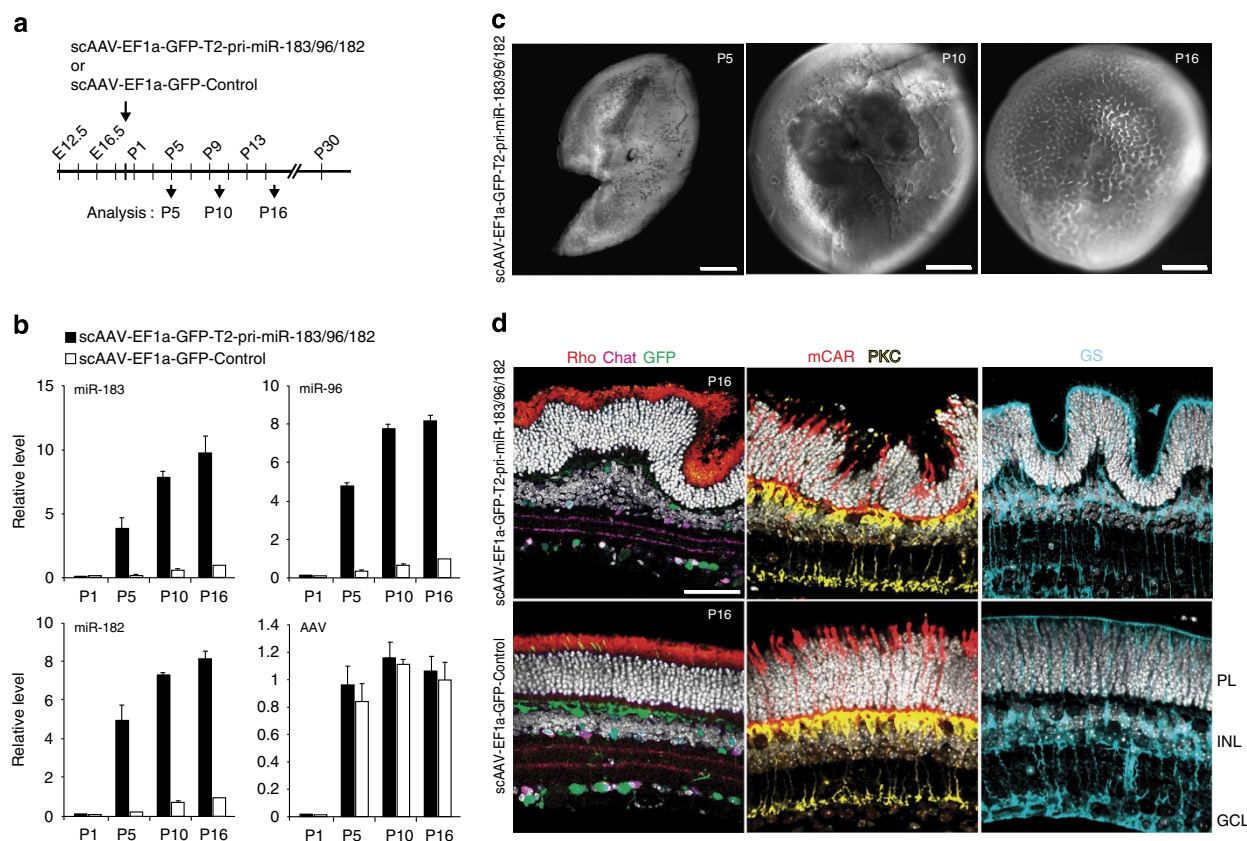 a
scAAV-EF1a-GFP-T2-pri-miR-183/96/182
or
scAAV-EF1a-GFP-Control
E12.5 E16.5 P1 P5 P9 P13 P30
Analysis : P5 P10 P16
b
scAAV-EF1a-GFP-T2-pri-miR-183/96/182
scAAV-EF1a-GFP-Control
miR-183
Relative level
15
10
5
0
P1 P5 P10 P16
miR-96
10
8
6
4
2
0
P1 P5 P10 P16
miR-182
Relative level
8
6
4
2
0
P1 P5 P10 P16
AAV
1.4
1.2
1
0.8
0.6
0.4
0.2
0
P1 P5 P10 P16
c
scAAV-EF1a-GFP-T2-pri-miR-183/96/182
P5
P10
P16
d
Rho Chat GFP
mCAR PKC
GS
scAAV-EF1a-GFP-T2-pri-miR-183/96/182
P16
scAAV-EF1a-GFP-Control
P16
PL
INL
GCL